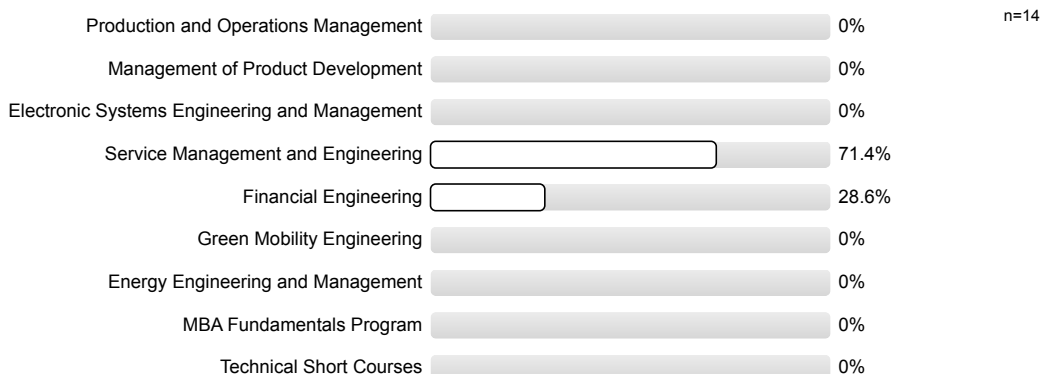 Production and Operations Management 0% n=14
Management of Product Development 0%
Electronic Systems Engineering and Management 0%
Service Management and Engineering 71.4%
Financial Engineering 28.6%
Green Mobility Engineering 0%
Energy Engineering and Management 0%
MBA Fundamentals Program 0%
Technical Short Courses 0%